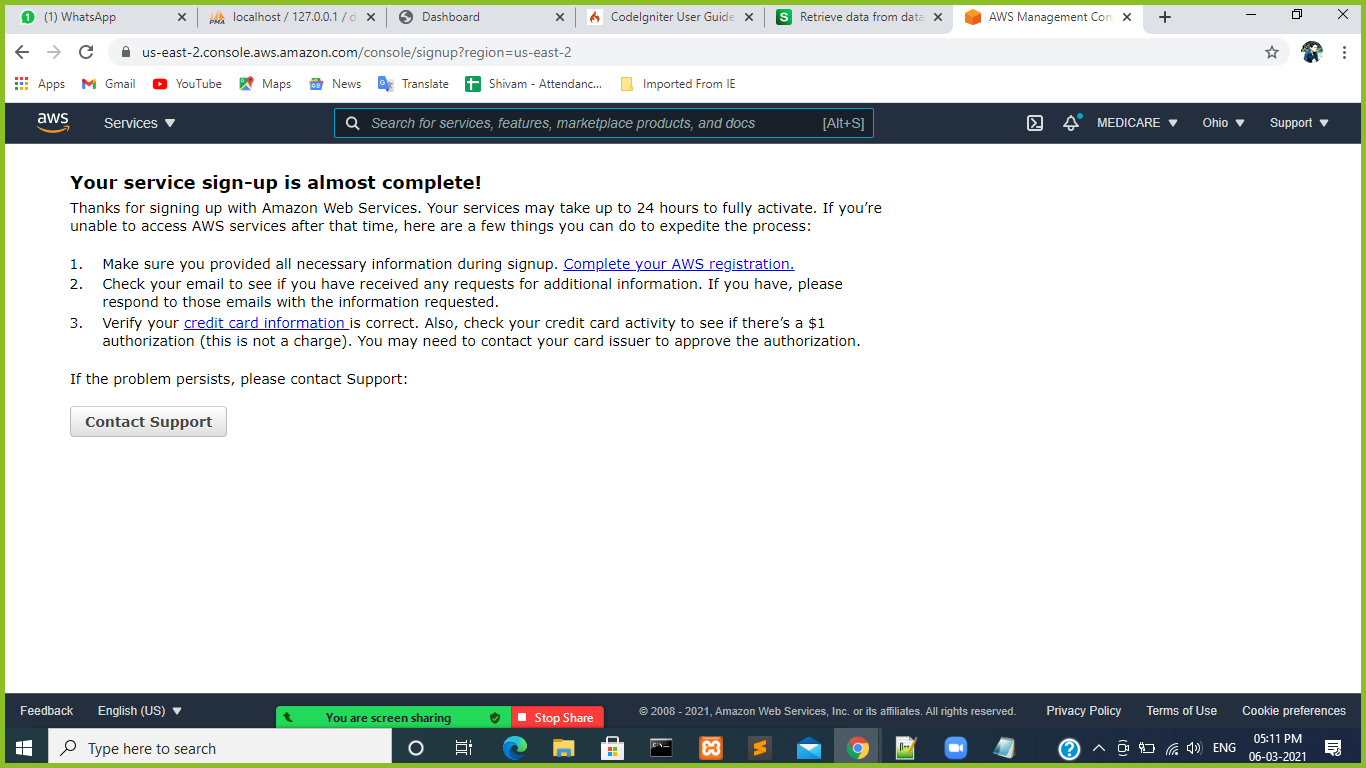 (1) WhatsApp
localhost / 127.0.0.1 / d
Dashboard
CodeIgniter User Guide
Retrieve data from data
AWS Management Con
us-east-2.console.aws.amazon.com/console/signup?region=us-east-2
Apps
Gmail
YouTube
Maps
News
Translate
Shivam - Attendanc...
Imported From IE
aws
Services
Search for services, features, marketplace products, and docs
[Alt+S]
MEDICARE
Ohio
Support
Your service sign-up is almost complete!
Thanks for signing up with Amazon Web Services. Your services may take up to 24 hours to fully activate. If you’re
unable to access AWS services after that time, here are a few things you can do to expedite the process:
1. Make sure you provided all necessary information during signup. Complete your AWS registration.
2. Check your email to see if you have received any requests for additional information. If you have, please
respond to those emails with the information requested.
3. Verify your credit card information is correct. Also, check your credit card activity to see if there’s a $1
authorization (this is not a charge). You may need to contact your card issuer to approve the authorization.
If the problem persists, please contact Support:
Contact Support
Feedback
English (US)
You are screen sharing
Stop Share
© 2008 - 2021, Amazon Web Services, Inc. or its affiliates. All rights reserved.
Privacy Policy
Terms of Use
Cookie preferences
Type here to search
ENG
05:11 PM
06-03-2021